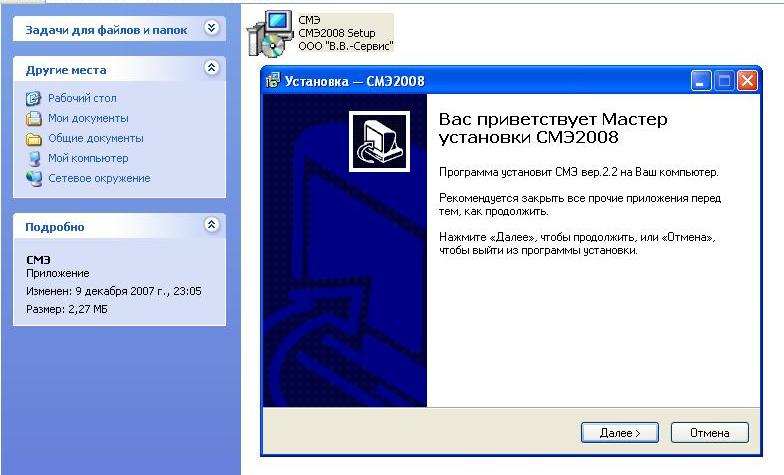 Задачи для файлов и папок
Другие места
Рабочий стол
Мои документы
Общие документы
Мой компьютер
Сетевое окружение
Подробно
СМЭ
Приложение
Изменен: 9 декабря 2007 г., 23:05
Размер: 2,27 МБ
СМЭ
СМЭ2008 Setup
ООО "В.В.-Сервис"
Установка — СМЭ2008
Вас приветствует Мастер
установки СМЭ2008
Программа установит СМЭ вер.2.2 на Ваш компьютер.
Рекомендуется закрыть все прочие приложения перед
тем, как продолжить.
Нажмите «Далее», чтобы продолжить, или «Отмена»,
чтобы выйти из программы установки.
Далее >
Отмена